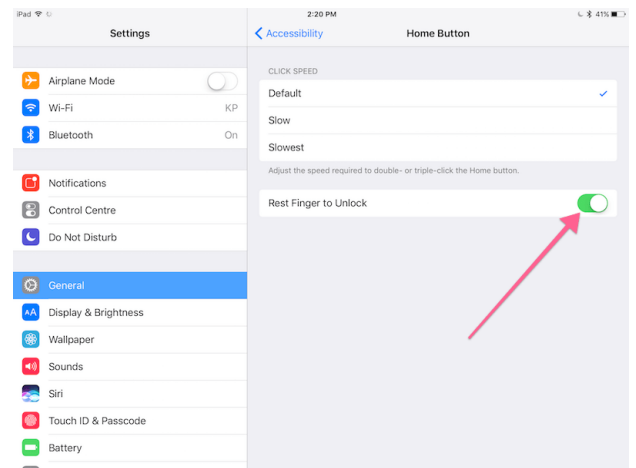 iPad 2:20 PM 41%
Settings
Accessibility Home Button
Airplane Mode
Wi-Fi KP
Bluetooth On
Notifications
Control Centre
Do Not Disturb
General
AA Display & Brightness
Wallpaper
Sounds
Siri
Touch ID & Passcode
Battery
CLICK SPEED
Default
Slow
Slowest
Adjust the speed required to double- or triple-click the Home button.
Rest Finger to Unlock